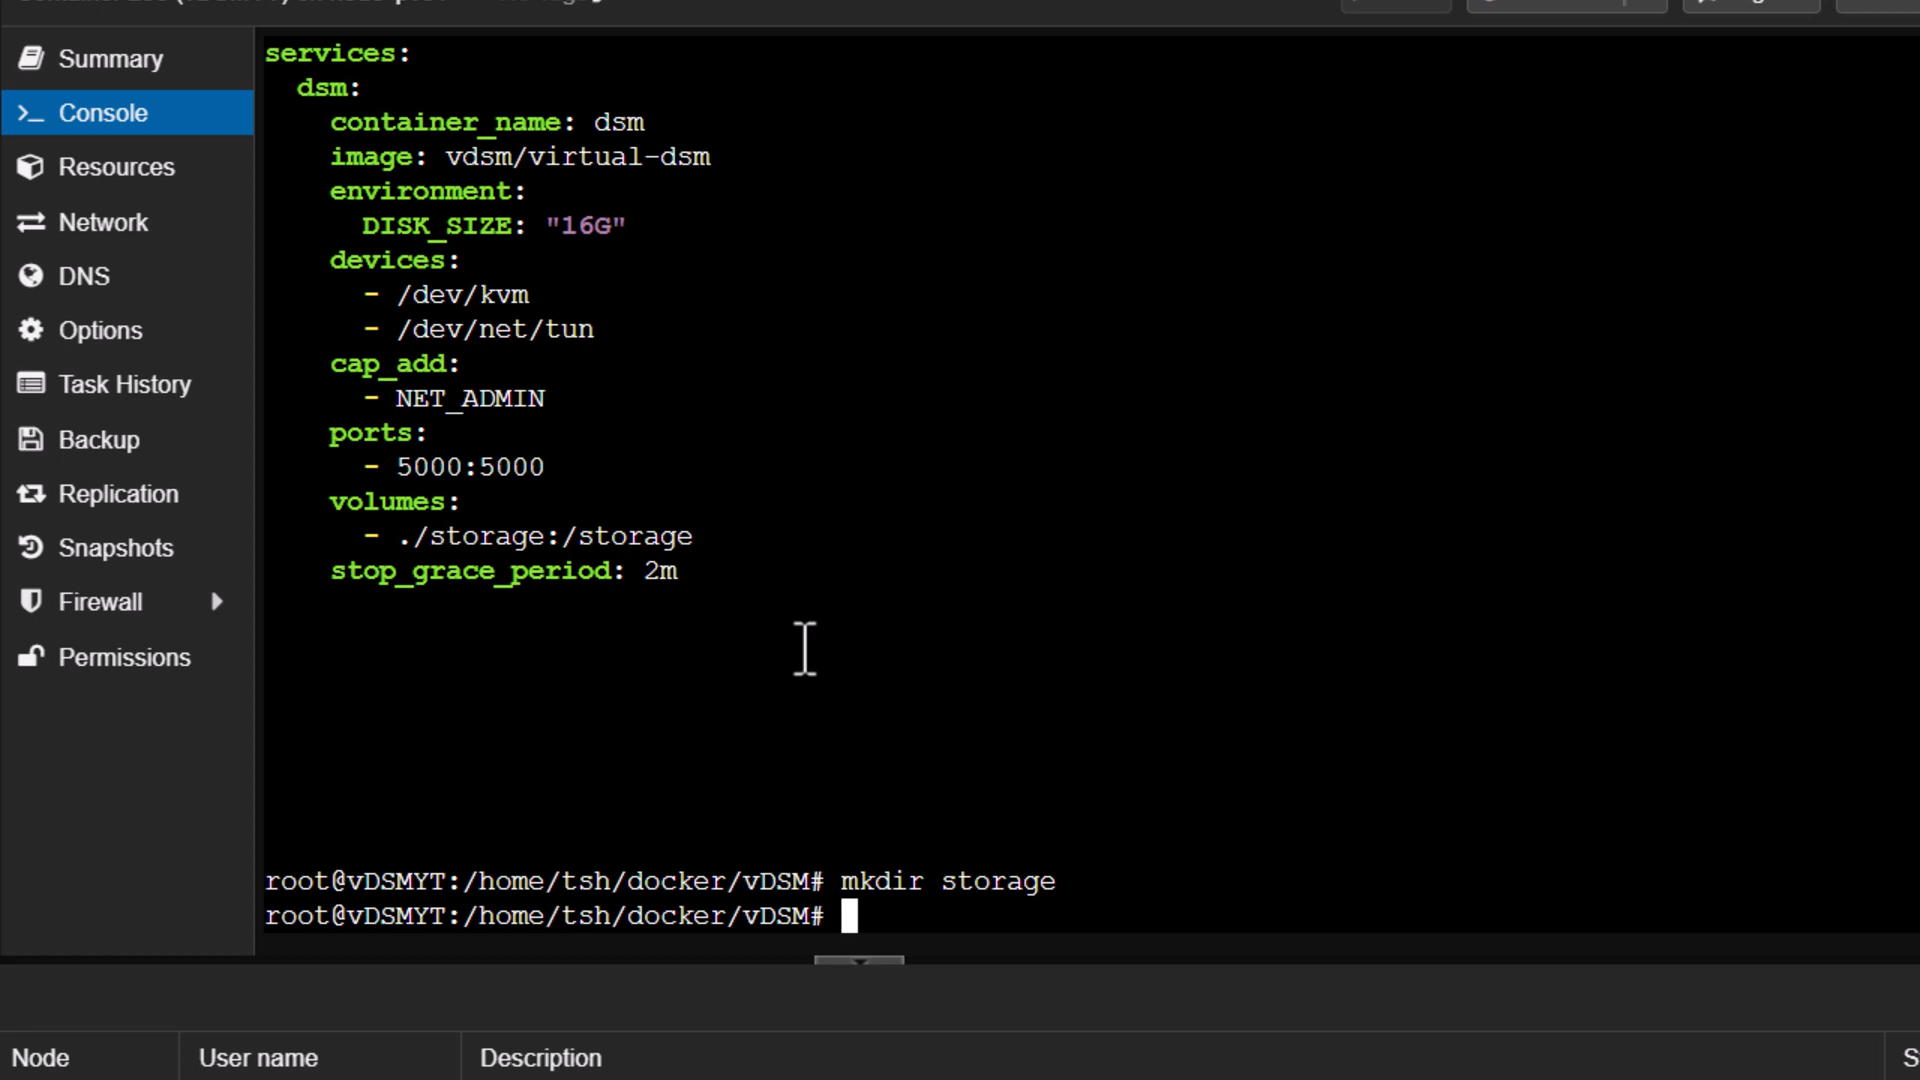 Summary
Console
Resources
Network
DNS
Options
Task History
Backup
Replication
Snapshots
Firewall
Permissions
services:
dsm:
container_name: dsm
image: vdsm/virtual-dsm
environment:
DISK_SIZE: "16G"
devices:
- /dev/kvm
- /dev/net/tun
cap_add:
- NET_ADMIN
ports:
- 5000:5000
volumes:
- ./storage:/storage
stop_grace_period: 2m
root@vDSMYT:/home/tsh/docker/vDSM# mkdir storage
root@vDSMYT:/home/tsh/docker/vDSM#
Node User name Description